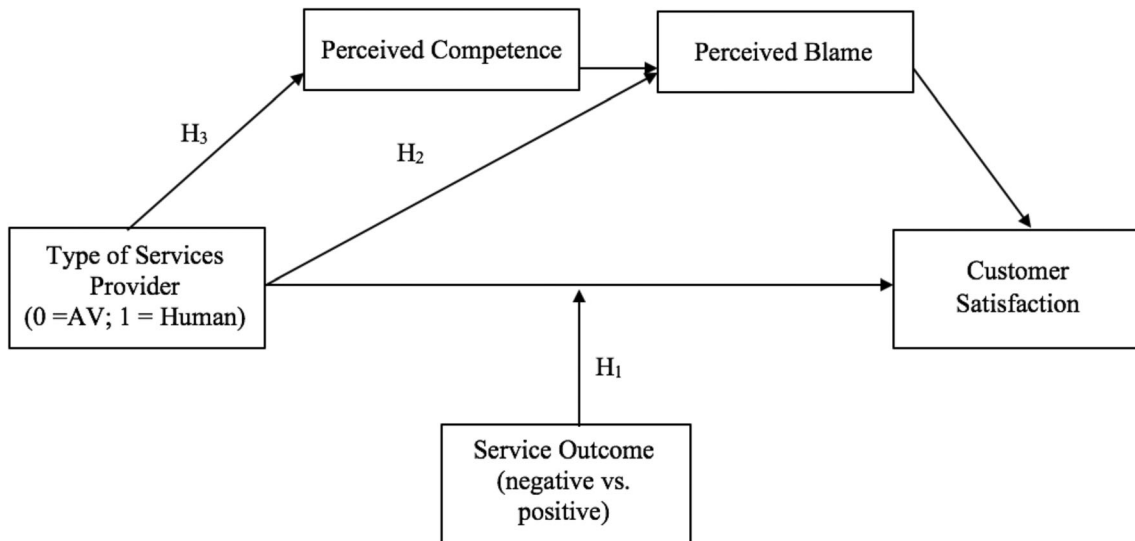 Perceived Competence
Perceived Blame
H₃
H₂
Type of Services
Provider
(0 =AV; 1 = Human)
Customer
Satisfaction
H₁
Service Outcome
(negative vs.
positive)